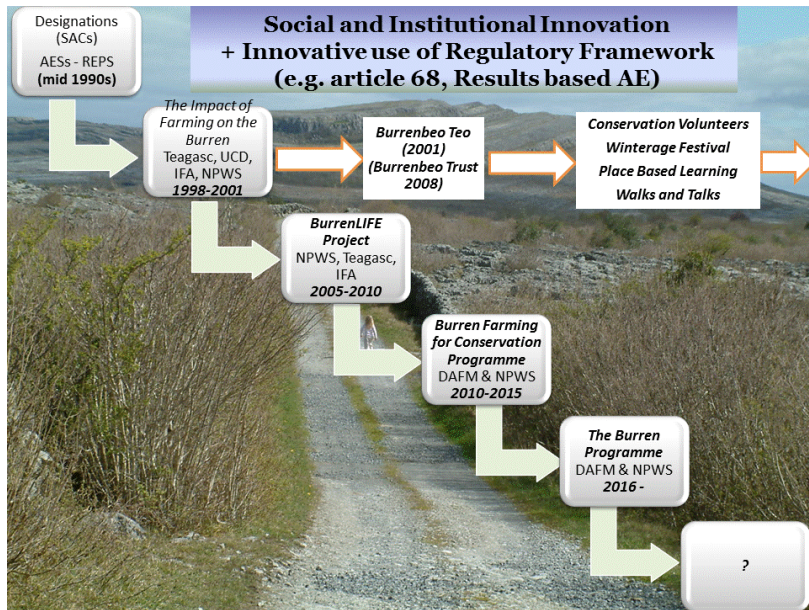 Social and Institutional Innovation
+ Innovative use of Regulatory Framework
(e.g. article 68, Results based AE)
Designations
(SACs)
AESs - REPS
(mid 1990s)
The Impact of
Farming on the
Burren
Teagasc, UCD,
IFA, NPWS
1998-2001
Burrenbeo Teo
(2001)
(Burrenbeo Trust
2008)
Conservation Volunteers
Winterage Festival
Place Based Learning
Walks and Talks
BurrenLIFE
Project
NPWS, Teagasc,
IFA
2005-2010
Burren Farming
for Conservation
Programme
DAFM & NPWS
2010-2015
The Burren
Programme
DAFM & NPWS
2016 -
?